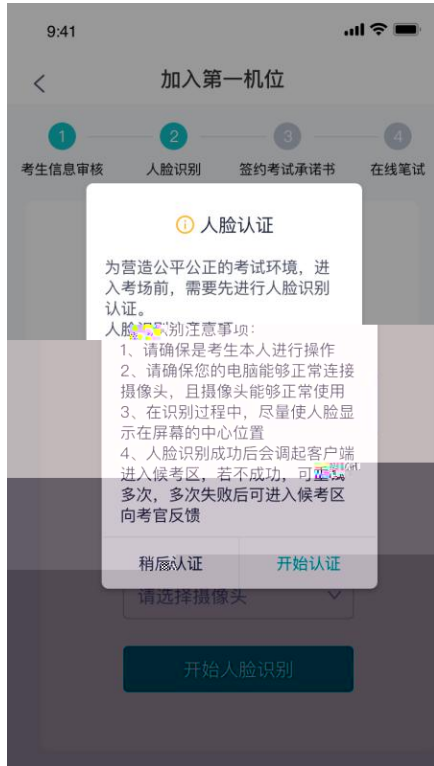 9:41
加入第一机位
1
2
3
4
考生信息审核
人脸识别
签约考试承诺书
在线笔试
人脸认证
为营造公平公正的考试环境，进
入考场前，需要先进行人脸识别
认证。
人脸识别注意事项：
1、请确保是考生本人进行操作
2、请确保您的电脑能够正常连接
摄像头，且摄像头能够正常使用
3、在识别过程中，尽量使人脸显
示在屏幕的中心位置
4、人脸识别成功后会调起客户端
进入候考区，若不成功，可
多次，多次失败后可进入候考区
向考官反馈
稍后认证
开始认证
请选择摄像头
开始人脸识别